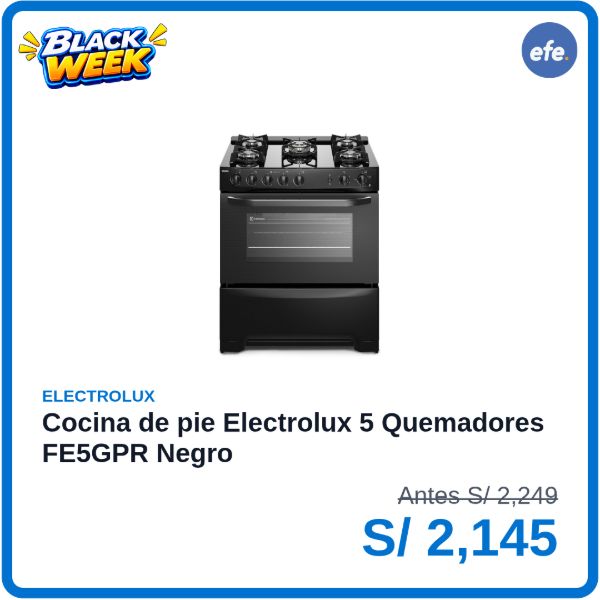 BLACK
WEEK
efe.
ELECTROLUX
Cocina de pie Electrolux 5 Quemadores
FE5GPR Negro
Antes S/ 2,249
S/ 2,145